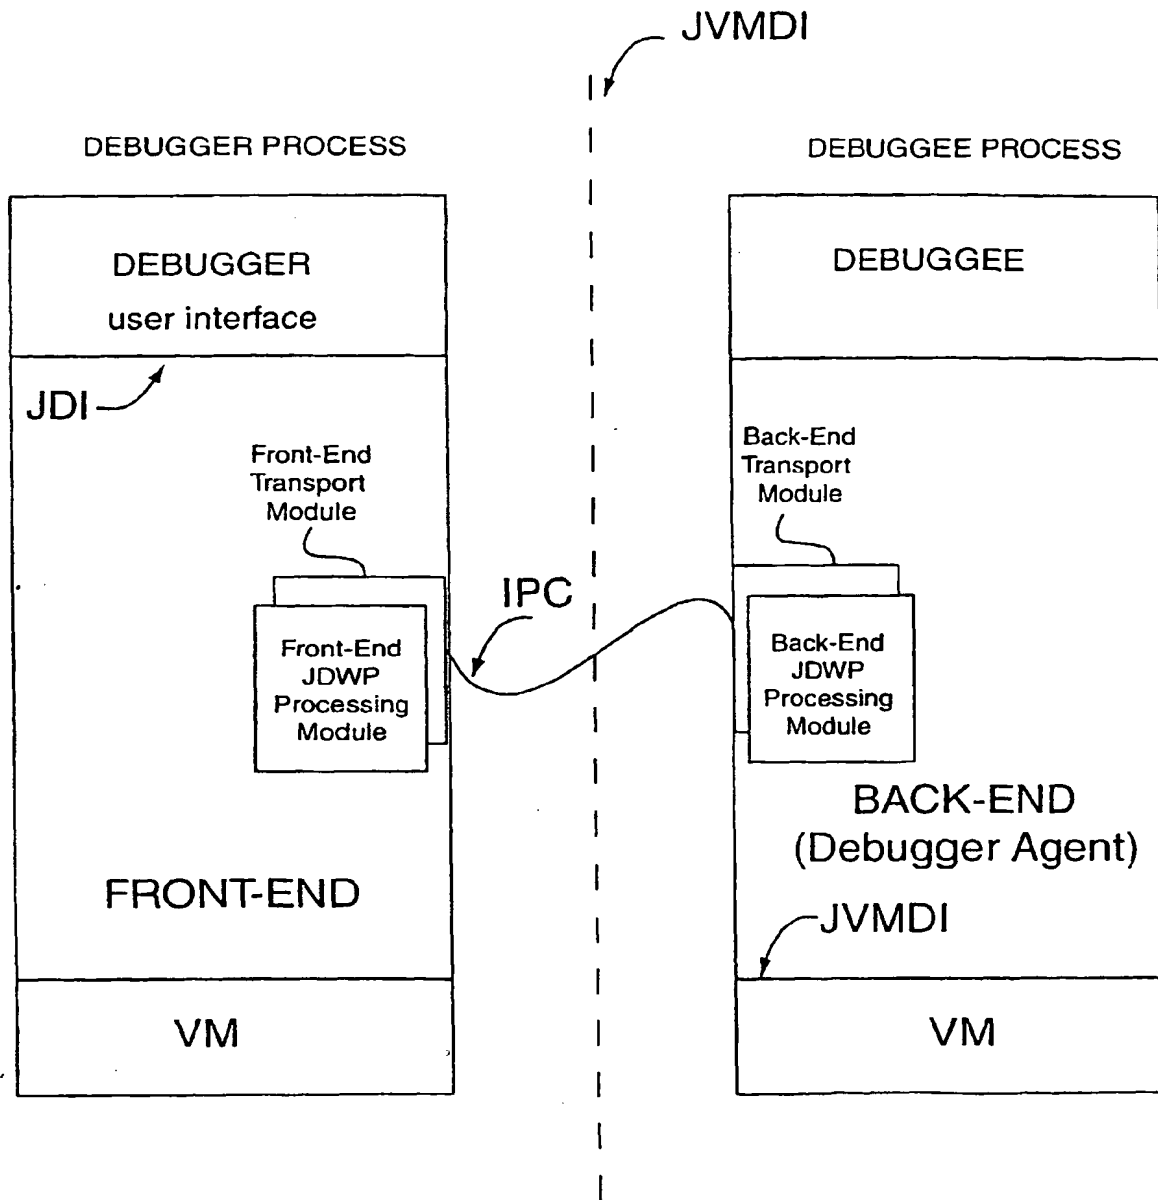 JVMDI
DEBUGGER PROCESS
DEBUGGEE PROCESS
DEBUGGER
user interface
DEBUGGEE
JDI
Front-End
Transport
Module
Back-End
Transport
Module
IPC
Front-End
JDWP
Processing
Module
Back-End
JDWP
Processing
Module
BACK-END
(Debugger Agent)
FRONT-END
JVMDI
VM
VM